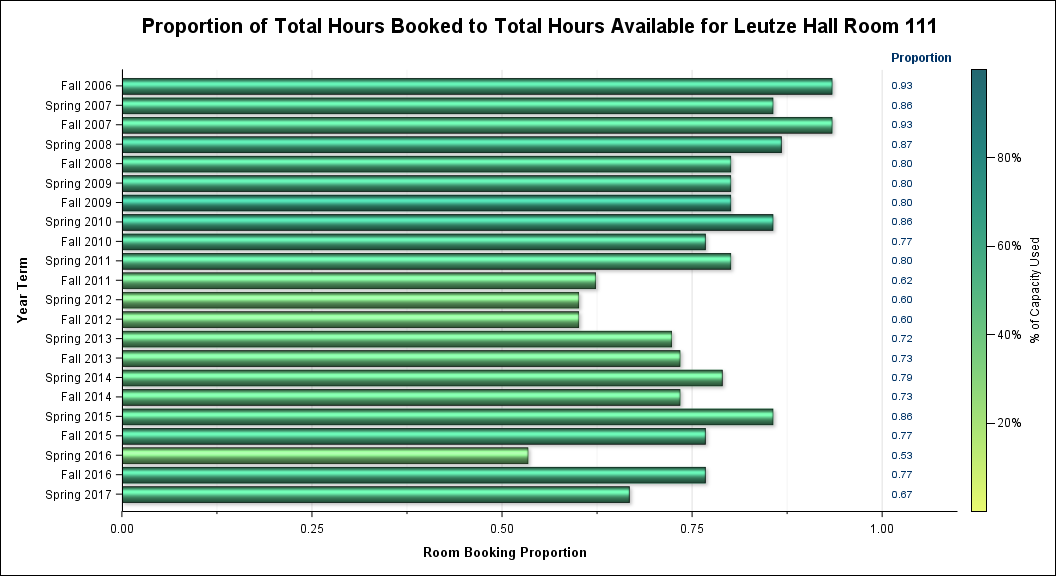 Proportion of Total Hours Booked to Total Hours Available for Leutze Hall Room 111
Proportion
Fall 2006 0.93
Spring 2007 0.86
Fall 2007 0.93
Spring 2008 0.87
Fall 2008 0.80
Spring 2009 0.80
Fall 2009 0.80
Spring 2010 0.86
Fall 2010 0.77
Spring 2011 0.80
Fall 2011 0.62
Spring 2012 0.60
Fall 2012 0.60
Spring 2013 0.72
Fall 2013 0.73
Spring 2014 0.79
Fall 2014 0.73
Spring 2015 0.86
Fall 2015 0.77
Spring 2016 0.53
Fall 2016 0.77
Spring 2017 0.67
Year Term
0.00 0.25 0.50 0.75 1.00
Room Booking Proportion
80%
60%
40%
20%
% of Capacity Used